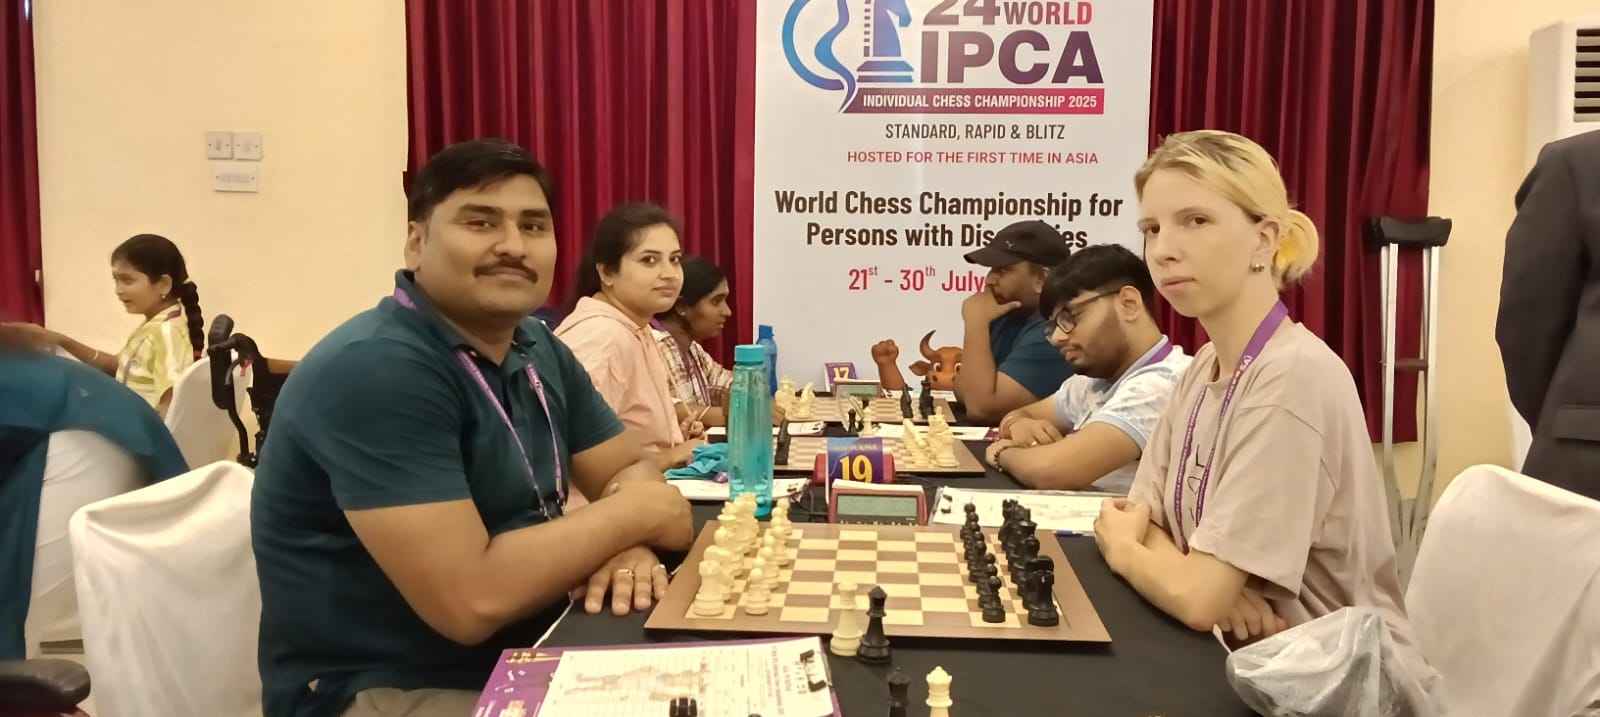 24 WORLD
IPCA
INDIVIDUAL CHESS CHAMPIONSHIP 2025
STANDARD, RAPID & BLITZ
HOSTED FOR THE FIRST TIME IN ASIA
World Chess Championship for
Persons with Dis
es
21st - 30th July
17
19